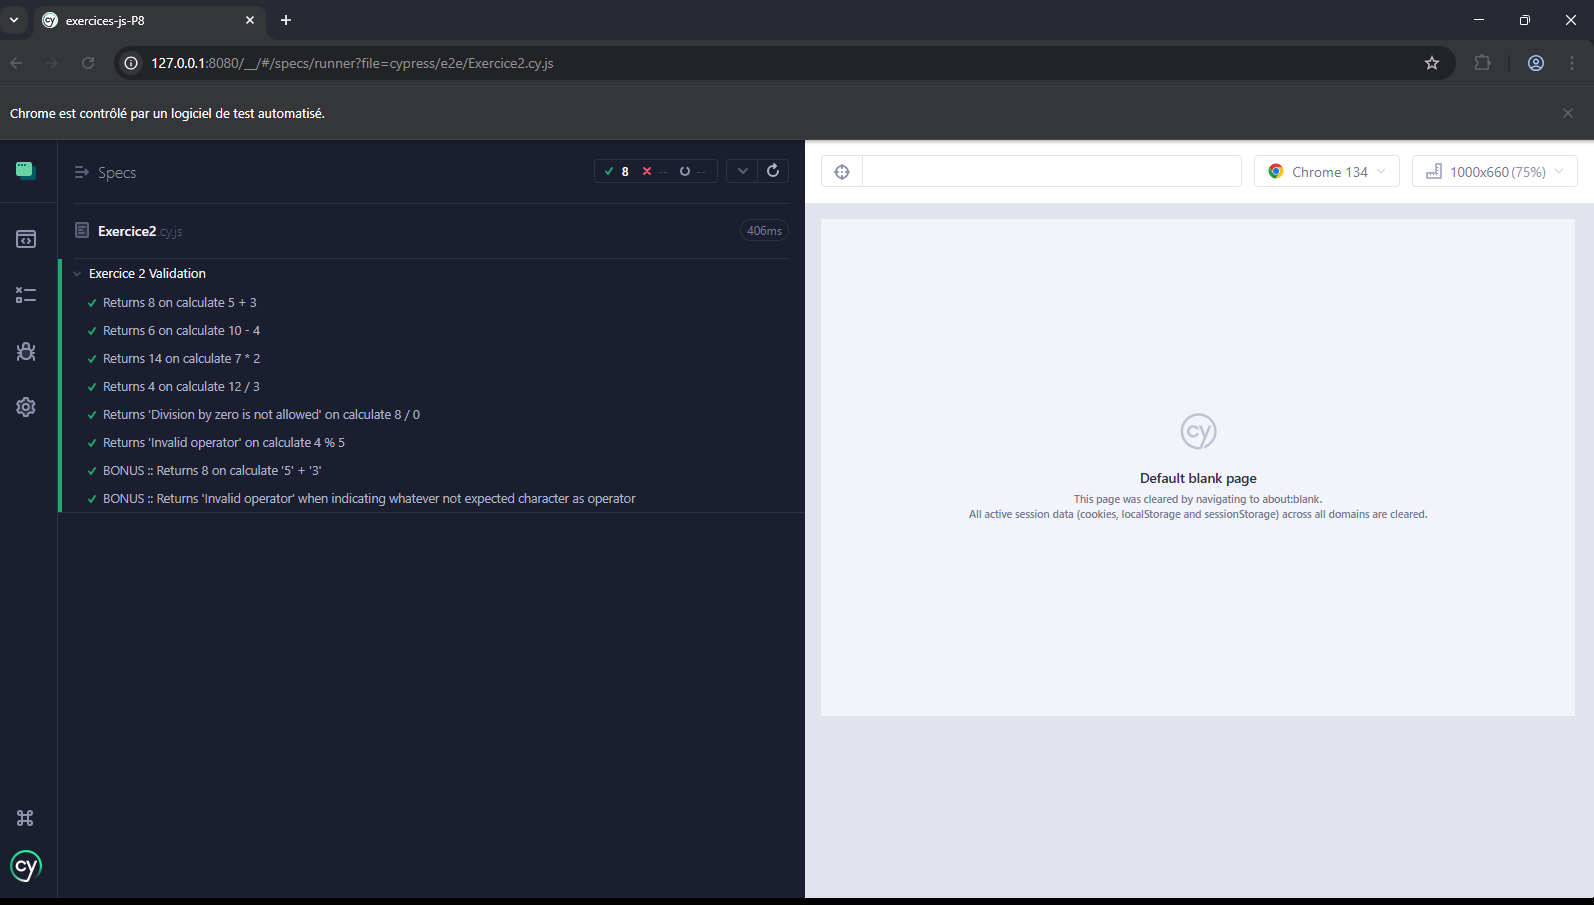 exercices-js-P8
127.0.0.1:8080/__/#/specs/runner?file=cypress/e2e/Exercice2.cy.js
Chrome est contrôlé par un logiciel de test automatisé.
Specs
8 -- --
Chrome 134
1000x660 (75%)
Exercice2.cy.js
406ms
Exercice 2 Validation
Returns 8 on calculate 5 + 3
Returns 6 on calculate 10 - 4
Returns 14 on calculate 7 * 2
Returns 4 on calculate 12 / 3
Returns 'Division by zero is not allowed' on calculate 8 / 0
Returns 'Invalid operator' on calculate 4 % 5
BONUS :: Returns 8 on calculate '5' + '3'
BONUS :: Returns 'Invalid operator' when indicating whatever not expected character as operator
cy
Default blank page
This page was cleared by navigating to about:blank.
All active session data (cookies, localStorage and sessionStorage) across all domains are cleared.
cy